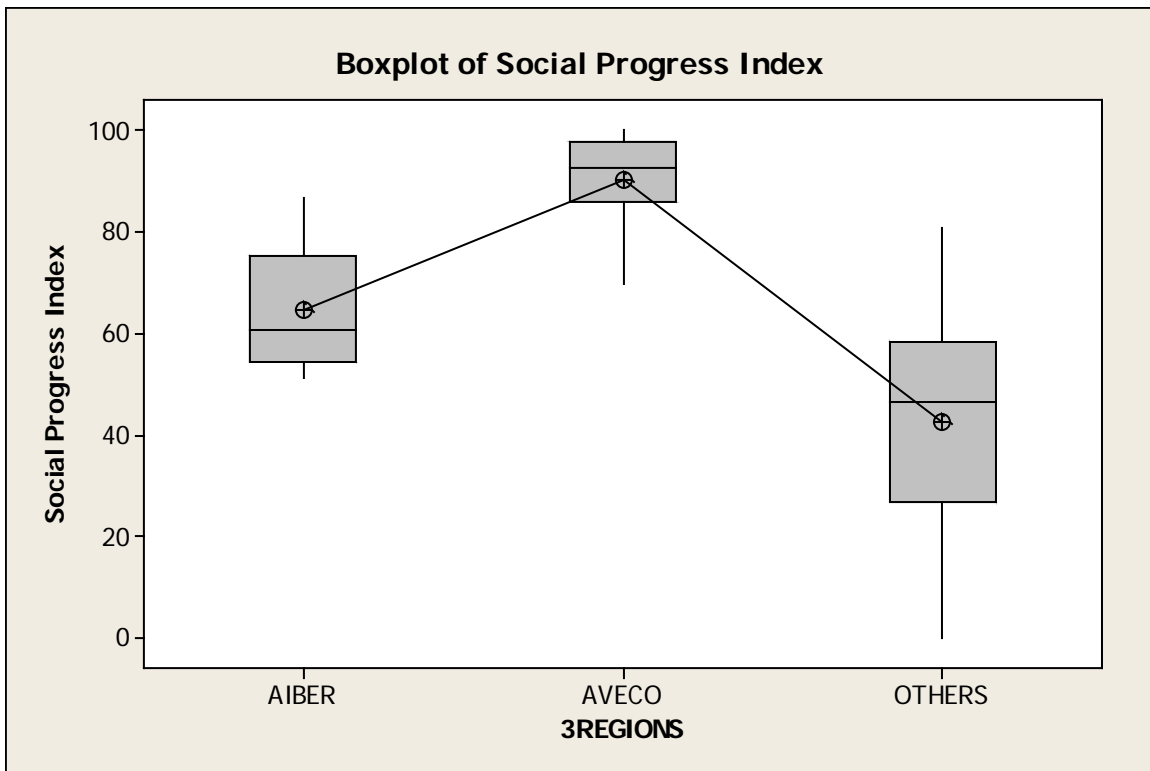 Boxplot of Social Progress Index
Social Progress Index
100
80
60
40
20
0
AIBER AVECO OTHERS
3REGIONS